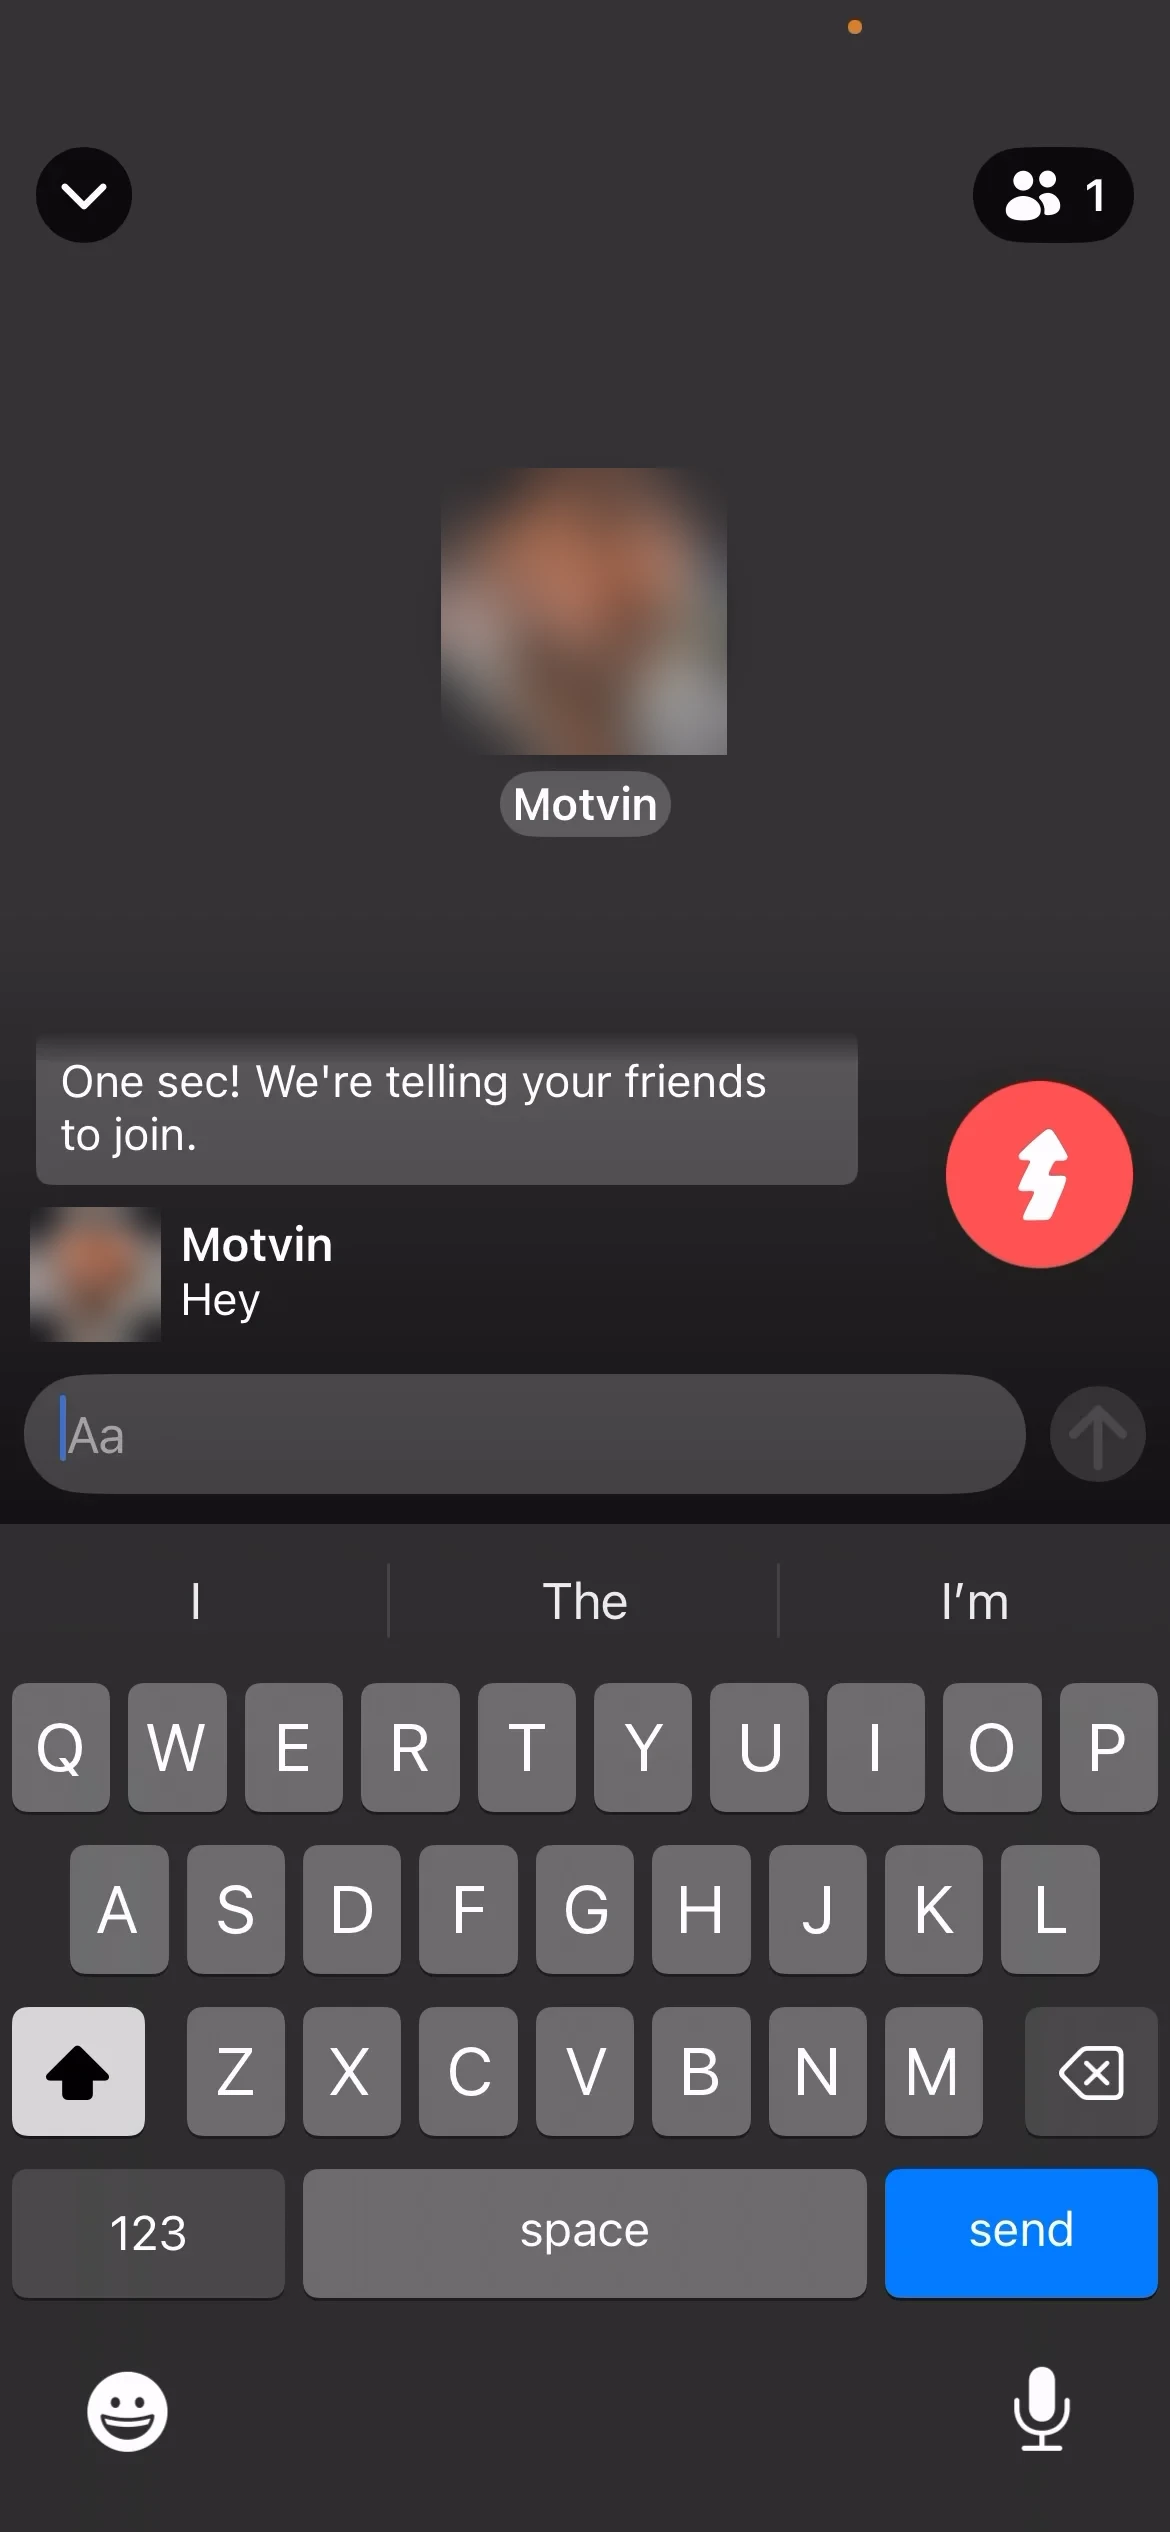 1
Motvin
One sec! We're telling your friends
to join.
Motvin
Hey
Aa
I The I’m
Q W E R T Y U I O P
A S D F G H J K L
Z X C V B N M
123 space send